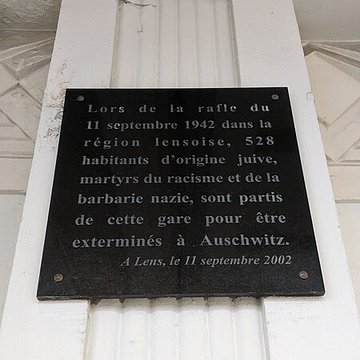 Lors de la rafle du
11 septembre 1942 dans la
région lensoise, 528
habitants d'origine juive,
martyrs du racisme et de la
barbarie nazie, sont partis
de cette gare pour être
exterminés à Auschwitz.
A Lens, le 11 septembre 2002